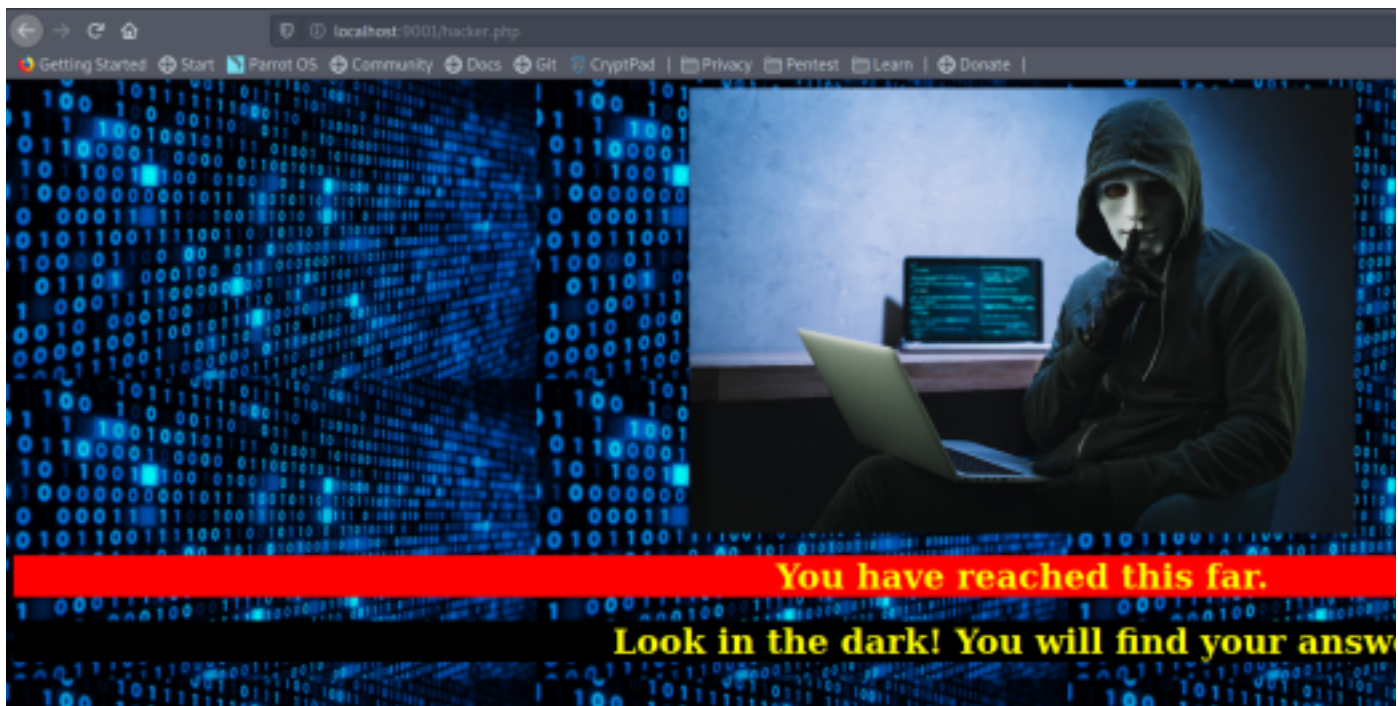 localhost:9001/hacker.php
Getting Started Start Parrot OS Community Docs Git CryptPad | Privacy Pentest Learn | Donate |
You have reached this far.
Look in the dark! You will find your answe